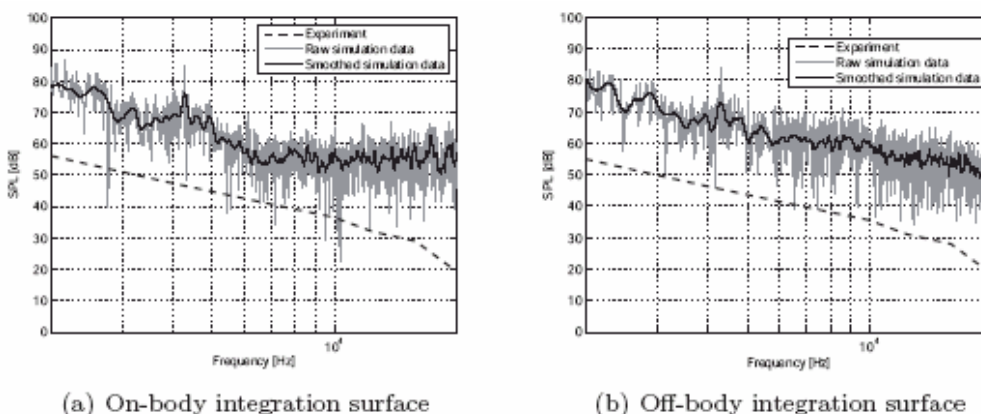 100
90
80
70
60
50
40
30
20
10
0
SPL [dB]
Experiment
Raw simulation data
Smoothed simulation data
10⁴
Frequency [Hz]
(a) On-body integration surface
100
90
80
70
60
50
40
30
20
10
0
SPL [dB]
Experiment
Raw simulation data
Smoothed simulation data
10⁴
Frequency [Hz]
(b) Off-body integration surface